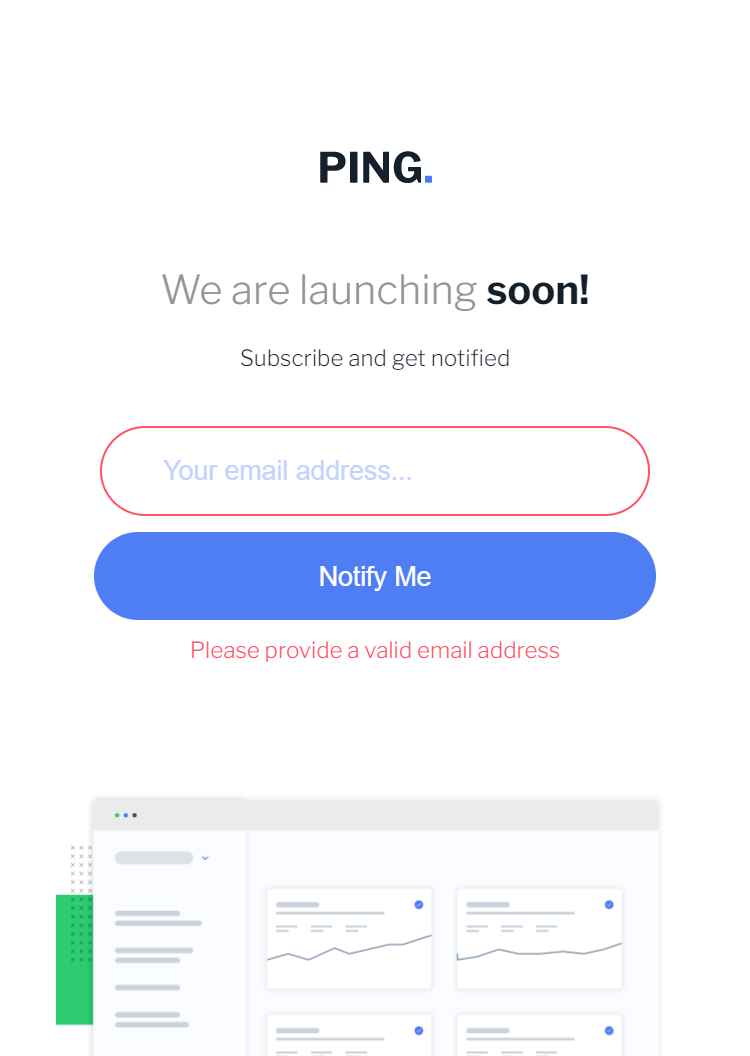 PING.
We are launching soon!
Subscribe and get notified
Your email address...
Notify Me
Please provide a valid email address